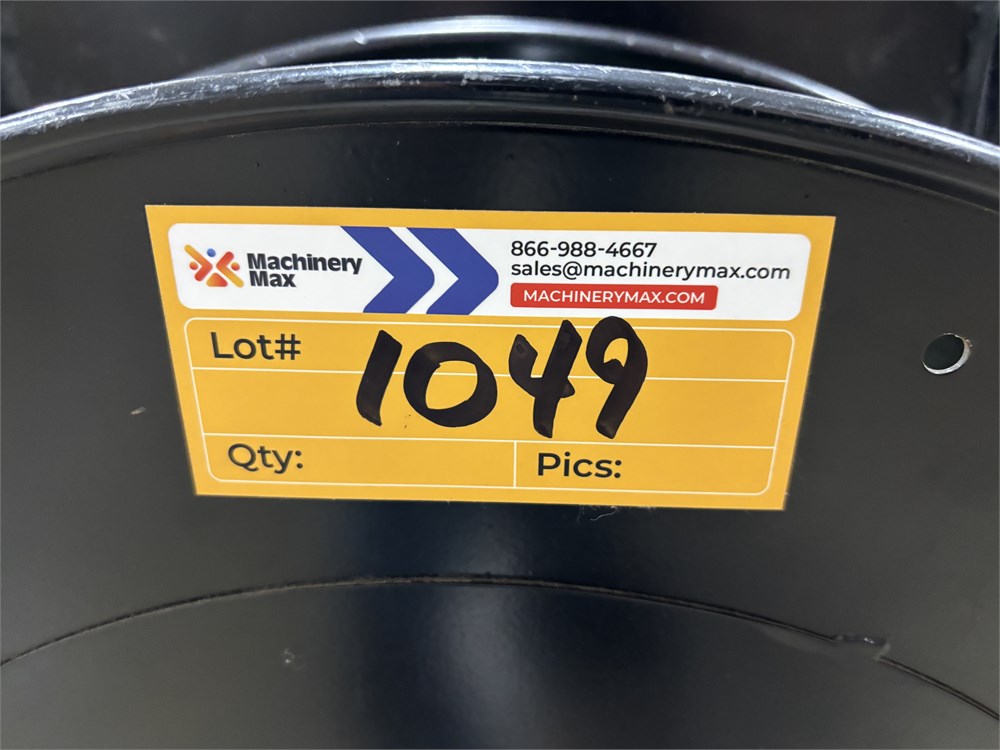 Machinery
Max
866-988-4667
sales@machinerymax.com
MACHINERYMAX.COM
Lot# 1049
Qty:
Pics: